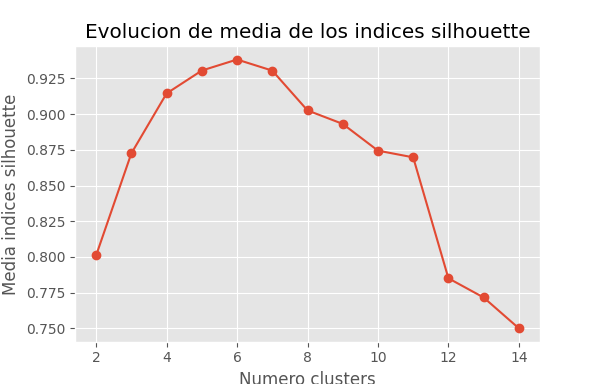 Evolucion de media de los indices silhouette
Media indices silhouette
0.925
0.900
0.875
0.850
0.825
0.800
0.775
0.750
2 4 6 8 10 12 14
Numero clusters